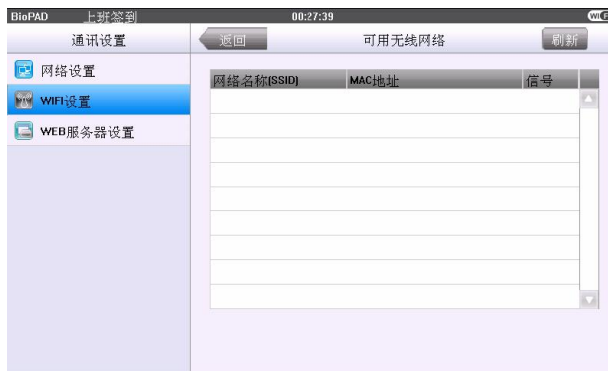 BioPAD 上班签到 00:27:39 WIFI
通讯设置 返回 可用无线网络 刷新
网络设置
WIFI设置
WEB服务器设置
网络名称(SSID) MAC地址 信号